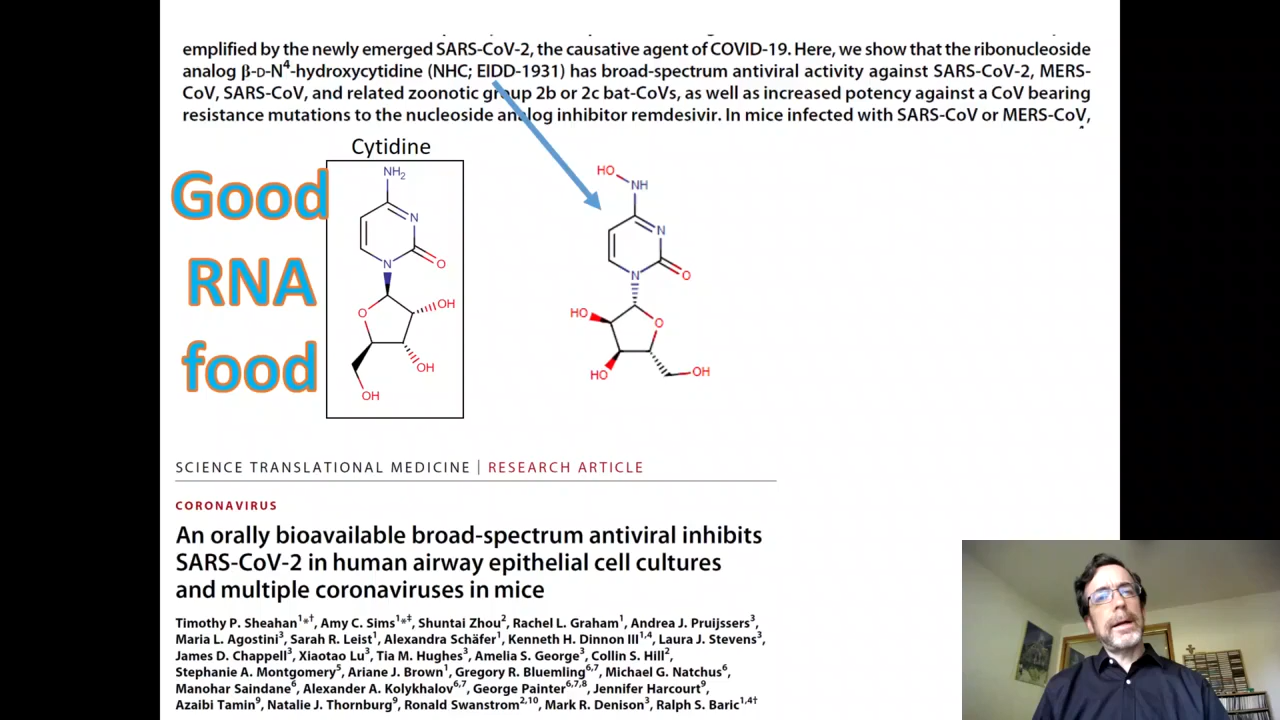 emplified by the newly emerged SARS-CoV-2, the causative agent of COVID-19. Here, we show that the ribonucleoside
analog β-D-N⁴-hydroxycytidine (NHC; EIDD-1931) has broad-spectrum antiviral activity against SARS-CoV-2, MERS-
CoV, SARS-CoV, and related zoonotic group 2b or 2c bat-CoVs, as well as increased potency against a CoV bearing
resistance mutations to the nucleoside analog inhibitor remdesivir. In mice infected with SARS-CoV or MERS-CoV,
Cytidine
Good
RNA
food
NH₂
N
N
O
O
OH
OH
OH
HO
NH
N
N
O
HO
O
HO
OH
SCIENCE TRANSLATIONAL MEDICINE | RESEARCH ARTICLE
CORONAVIRUS
An orally bioavailable broad-spectrum antiviral inhibits
SARS-CoV-2 in human airway epithelial cell cultures
and multiple coronaviruses in mice
Timothy P. Sheahan¹*†, Amy C. Sims¹*‡, Shuntai Zhou², Rachel L. Graham¹, Andrea J. Pruijssers³,
Maria L. Agostini³, Sarah R. Leist¹, Alexandra Schäfer¹, Kenneth H. Dinnon III¹,⁴, Laura J. Stevens³,
James D. Chappell³, Xiaotao Lu³, Tia M. Hughes³, Amelia S. George³, Collin S. Hill²,
Stephanie A. Montgomery⁵, Ariane J. Brown¹, Gregory R. Bluemling⁶,⁷, Michael G. Natchus⁶,
Manohar Saindane⁶, Alexander A. Kolykhalov⁶,⁷, George Painter⁶,⁷,⁸, Jennifer Harcourt⁹,
Azaibi Tamin⁹, Natalie J. Thornburg⁹, Ronald Swanstrom²,¹⁰, Mark R. Denison³, Ralph S. Baric¹,⁴†